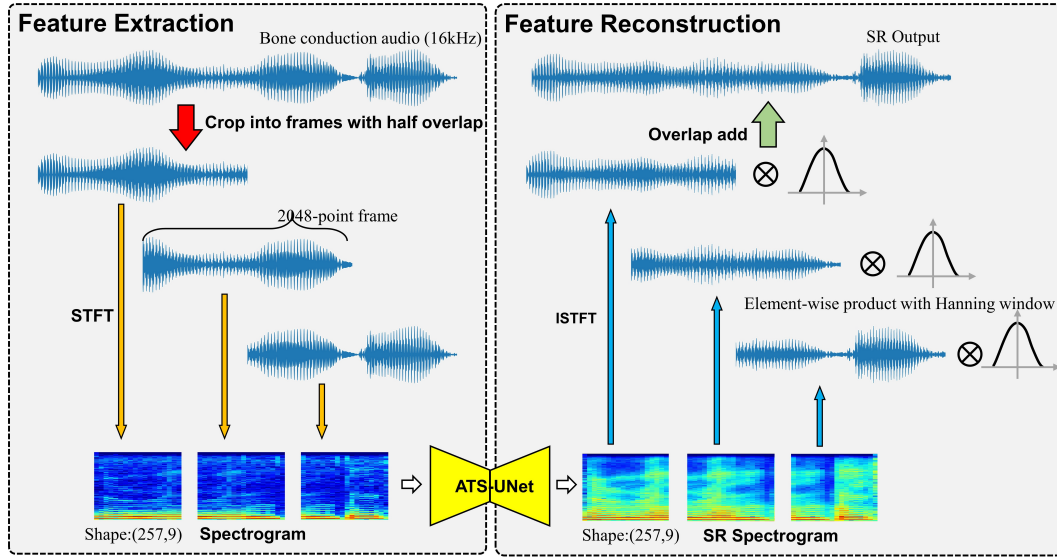 Feature Extraction
Bone conduction audio (16kHz)
Crop into frames with half overlap
2048-point frame
STFT
Shape:(257,9)
Spectrogram
ATS-UNet
Feature Reconstruction
SR Output
Overlap add
Element-wise product with Hanning window
ISTFT
Shape:(257,9)
SR Spectrogram